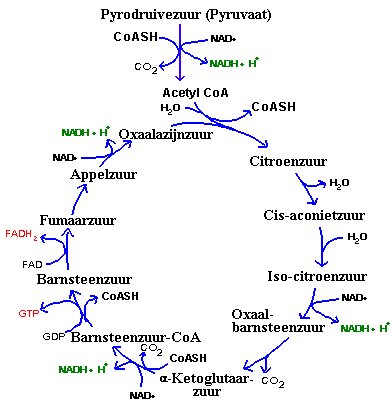 Pyrodruivezuur (Pyruvaat)
CoASH
NAD+
CO2
NADH + H+
Acetyl CoA
H2O
CoASH
Oxaalazijnzuur
NADH + H+
NAD+
Citroenzuur
Appelzuur
H2O
Cis-aconietzuur
Fumaarzuur
FADH2
H2O
FAD
Iso-citroenzuur
Barnsteenzuur
CoASH
NAD+
GTP
Oxaal-
barnsteenzuur
NADH + H+
GDP
Barnsteenzuur-CoA
CO2
CoASH
NADH + H+
α-Ketoglutaar-
zuur
CO2
NAD+